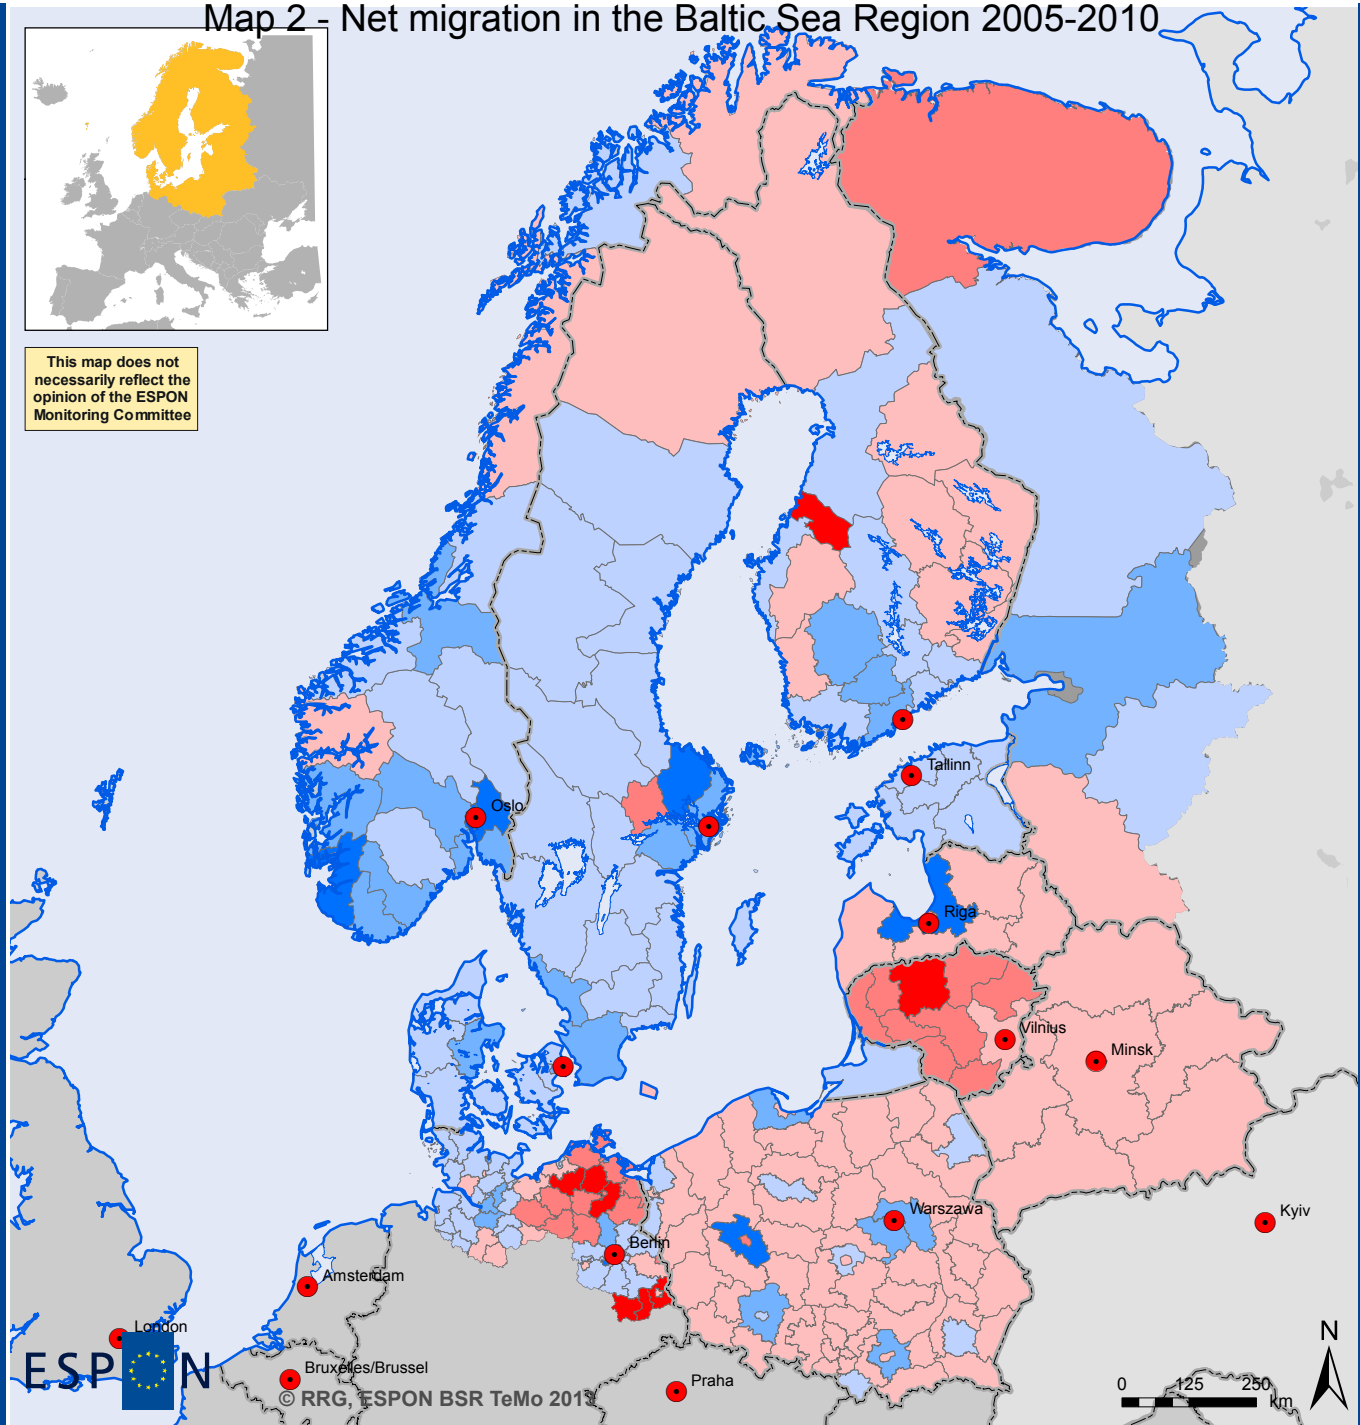 Map 2 - Net migration in the Baltic Sea Region 2005-2010
This map does not
necessarily reflect the
opinion of the ESPON
Monitoring Committee
Oslo
Tallinn
Riga
Vilnius
Minsk
Warszawa
Kyiv
Berlin
Amsterdam
London
Bruxelles/Brussel
Praha
ESPON
© RRG, ESPON BSR TeMo 2013
0 125 250
km
N